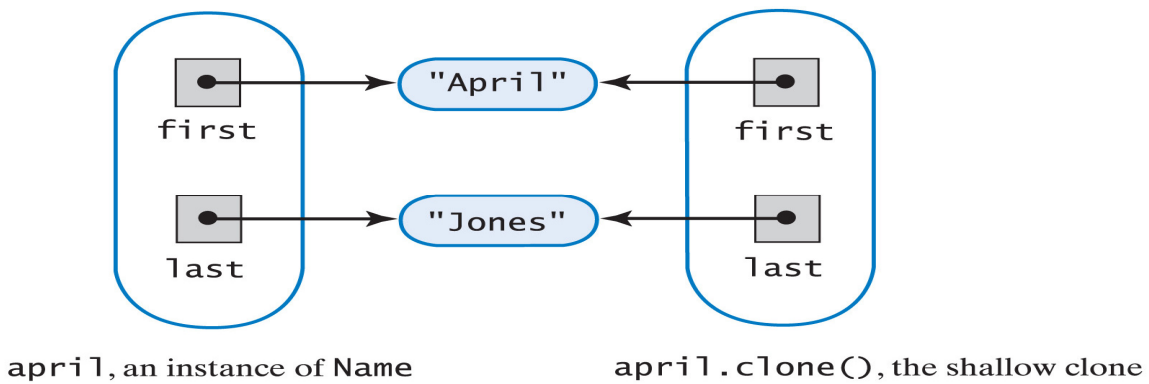 "April"
first first
"Jones"
last last
april, an instance of Name
april.clone(), the shallow clone